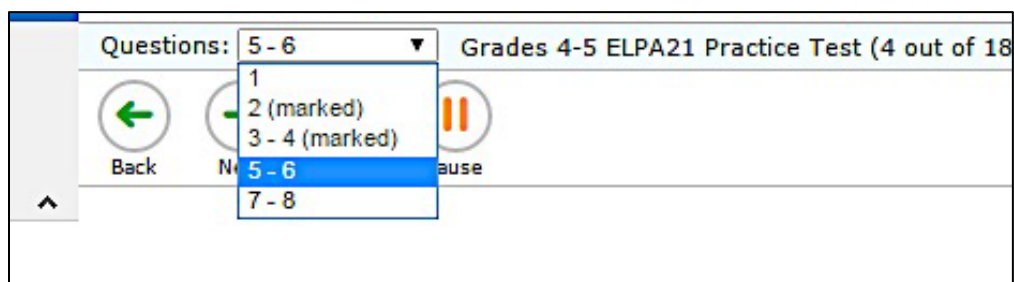 Questions: 5 - 6 Grades 4-5 ELPA21 Practice Test (4 out of 18
1
2 (marked)
3 - 4 (marked)
5 - 6
7 - 8
Back N ause